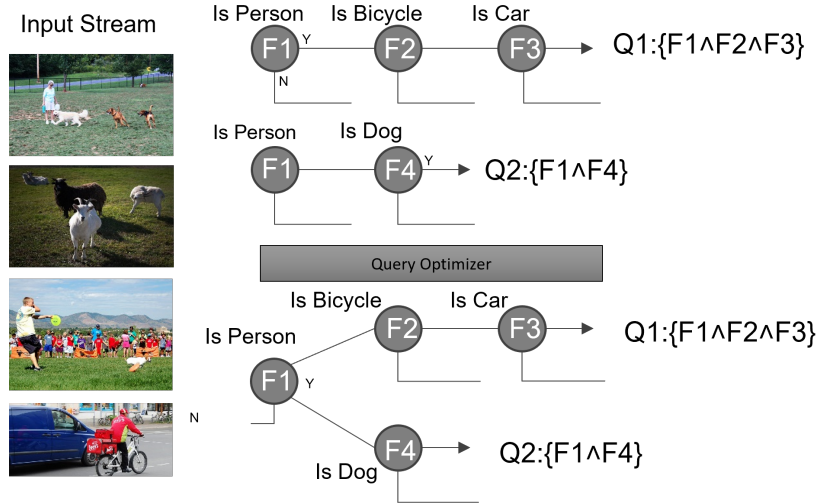 Input Stream
Is Person
Is Bicycle
Is Car
F1
Y
F2
F3
Q1:{F1∧F2∧F3}
N
Is Person
Is Dog
F1
F4
Y
Q2:{F1∧F4}
Query Optimizer
Is Bicycle
Is Car
F2
F3
Q1:{F1∧F2∧F3}
Is Person
F1
Y
N
F4
Q2:{F1∧F4}
Is Dog